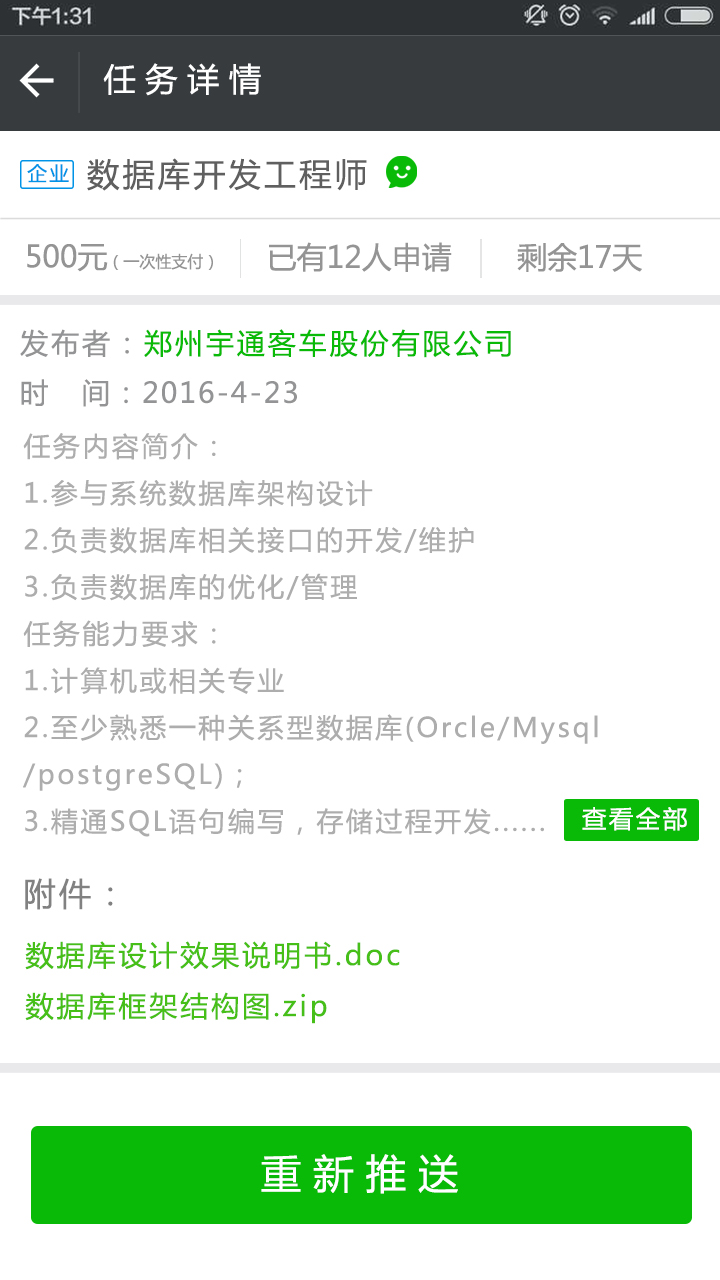 下午1:31
任务详情
企业 数据库开发工程师
500元(一次性支付) 已有12人申请 剩余17天
发布者：郑州宇通客车股份有限公司
时 间：2016-4-23
任务内容简介：
1.参与系统数据库架构设计
2.负责数据库相关接口的开发/维护
3.负责数据库的优化/管理
任务能力要求：
1.计算机或相关专业
2.至少熟悉一种关系型数据库(Orcle/Mysql
/postgreSQL)；
3.精通SQL语句编写，存储过程开发...... 查看全部
附件：
数据库设计效果说明书.doc
数据库框架结构图.zip
重新推送